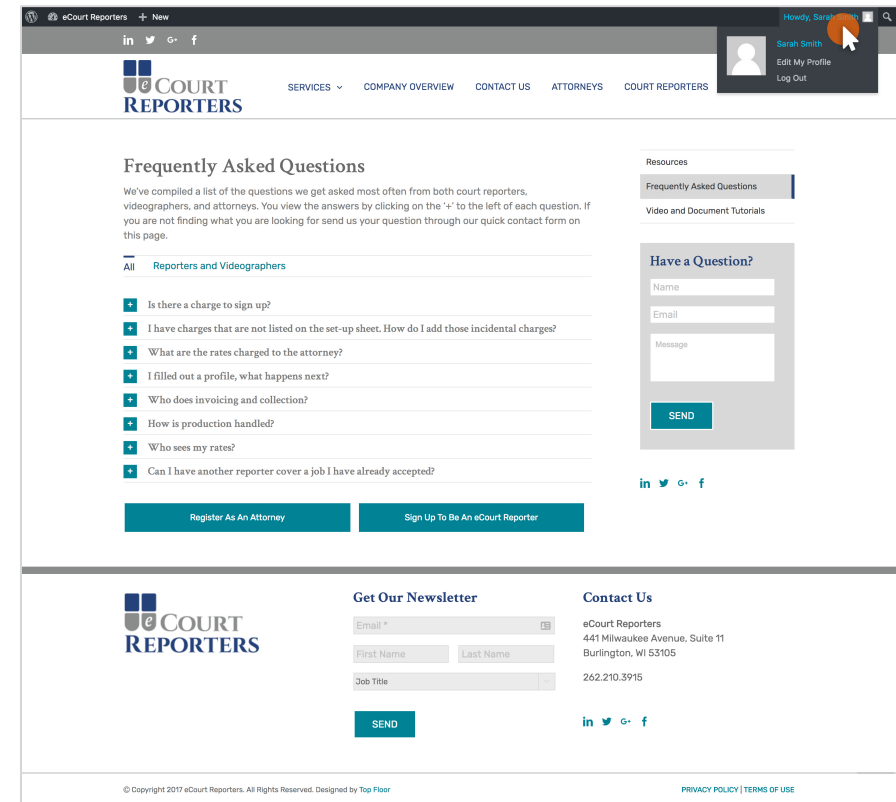 eCourt Reporters + New Howdy, Sarah Smith
in G+ f
Sarah Smith
Edit My Profile
Log Out
eCourt
Reporters
SERVICES COMPANY OVERVIEW CONTACT US ATTORNEYS COURT REPORTERS
Frequently Asked Questions
We've compiled a list of the questions we get asked most often from both court reporters,
videographers, and attorneys. You view the answers by clicking on the '+' to the left of each question. If
you are not finding what you are looking for send us your question through our quick contact form on
this page.
All Reporters and Videographers
+ Is there a charge to sign up?
+ I have charges that are not listed on the set-up sheet. How do I add those incidental charges?
+ What are the rates charged to the attorney?
+ I filled out a profile, what happens next?
+ Who does invoicing and collection?
+ How is production handled?
+ Who sees my rates?
+ Can I have another reporter cover a job I have already accepted?
Register As An Attorney
Sign Up To Be An eCourt Reporter
Resources
Frequently Asked Questions
Video and Document Tutorials
Have a Question?
Name
Email
Message
SEND
in G+ f
eCourt
Reporters
Get Our Newsletter
Email *
First Name Last Name
Job Title
SEND
Contact Us
eCourt Reporters
441 Milwaukee Avenue, Suite 11
Burlington, WI 53105
262.210.3915
in G+ f
© Copyright 2017 eCourt Reporters. All Rights Reserved. Designed by Top Floor
PRIVACY POLICY | TERMS OF USE